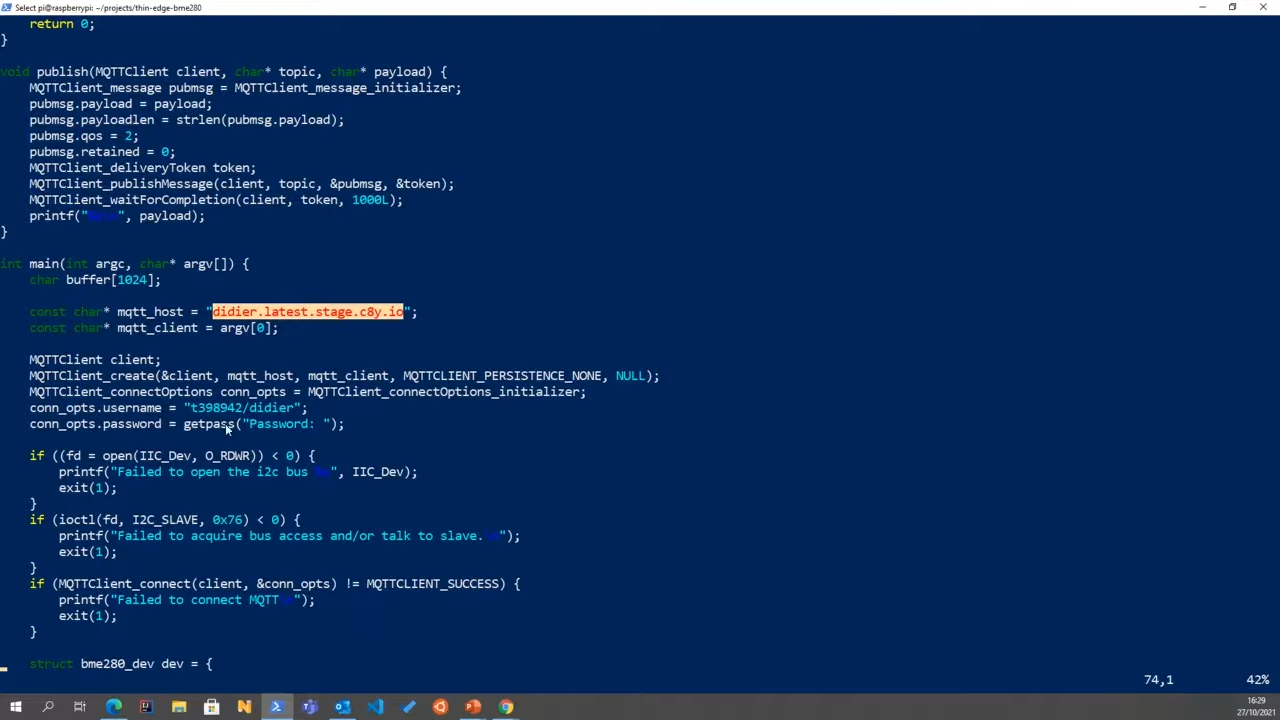 Select pi@raspberrypi: ~/projects/thin-edge-bme280
    return 0;
}
void publish(MQTTClient client, char* topic, char* payload) {
    MQTTClient_message pubmsg = MQTTClient_message_initializer;
    pubmsg.payload = payload;
    pubmsg.payloadlen = strlen(pubmsg.payload);
    pubmsg.qos = 2;
    pubmsg.retained = 0;
    MQTTClient_deliveryToken token;
    MQTTClient_publishMessage(client, topic, &pubmsg, &token);
    MQTTClient_waitForCompletion(client, token, 1000L);
    printf("%s\n", payload);
}
int main(int argc, char* argv[]) {
    char buffer[1024];
    const char* mqtt_host = "didier.latest.stage.c8y.io";
    const char* mqtt_client = argv[0];
    MQTTClient client;
    MQTTClient_create(&client, mqtt_host, mqtt_client, MQTTCLIENT_PERSISTENCE_NONE, NULL);
    MQTTClient_connectOptions conn_opts = MQTTClient_connectOptions_initializer;
    conn_opts.username = "t398942/didier";
    conn_opts.password = getpass("Password: ");
    if ((fd = open(IIC_Dev, O_RDWR)) < 0) {
        printf("Failed to open the i2c bus %s", IIC_Dev);
        exit(1);
    }
    if (ioctl(fd, I2C_SLAVE, 0x76) < 0) {
        printf("Failed to acquire bus access and/or talk to slave.\n");
        exit(1);
    }
    if (MQTTClient_connect(client, &conn_opts) != MQTTCLIENT_SUCCESS) {
        printf("Failed to connect MQTT\n");
        exit(1);
    }
    struct bme280_dev dev = {
74,1 42%
16:29
27/10/2021